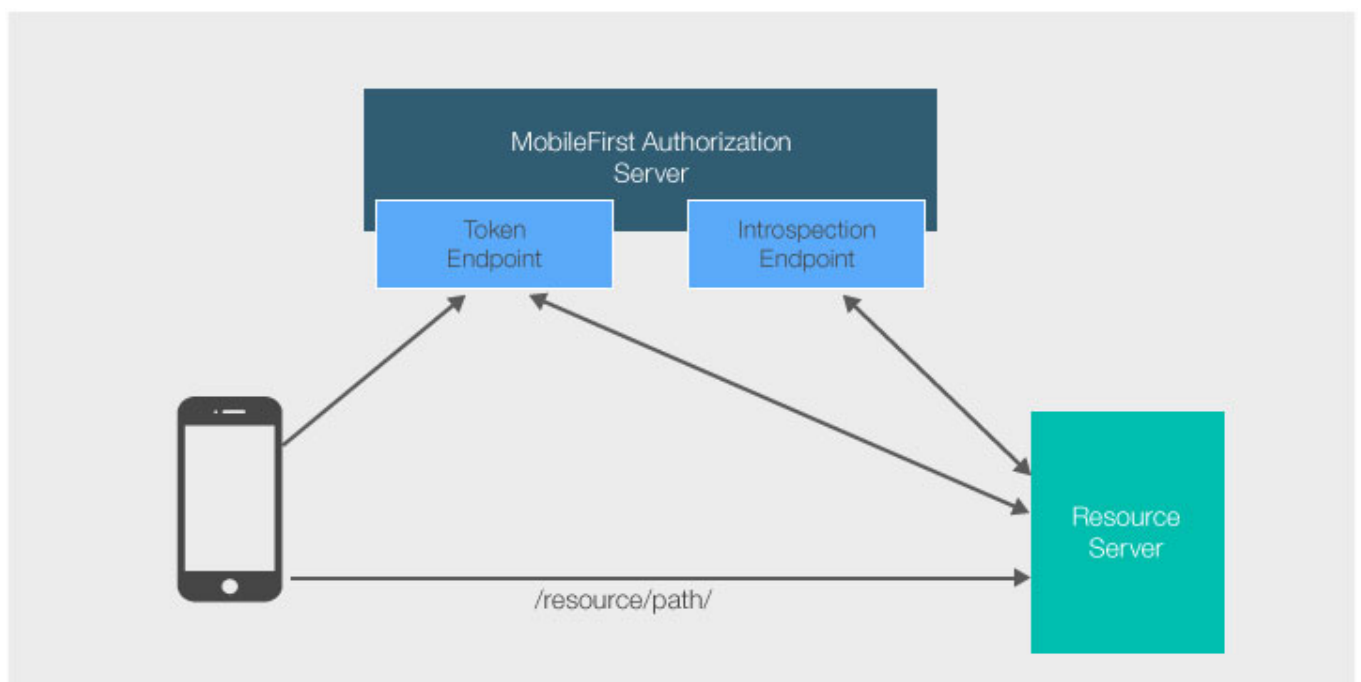 MobileFirst Authorization
Server
Token
Endpoint
Introspection
Endpoint
Resource
Server
/resource/path/